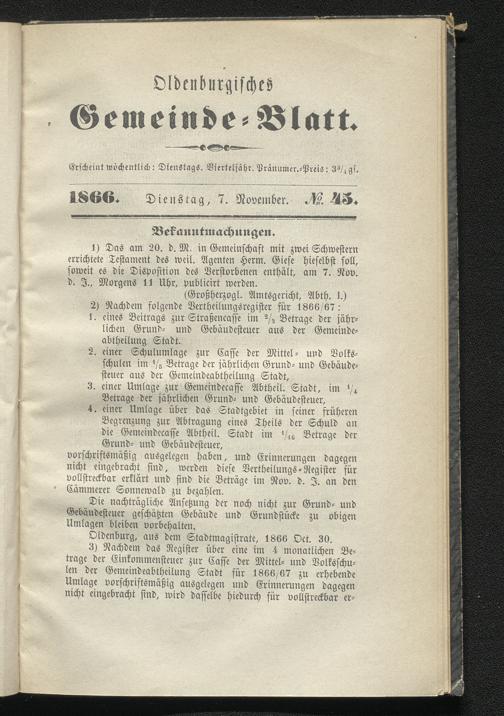 Oldenburgisches
Gemeinde-Blatt.
Erscheint wöchentlich: Dienstags. Vierteljähr. Pränumer.-Preis: 3¾ gs.
1866. Dienstag, 7. November. No. 45.
Bekanntmachungen.
1) Das am 20. d. M. in Gemeinschaft mit zwei Schwestern
errichtete Testament des weil. Agenten Herm. Giese hieselbst soll,
soweit es die Disposition des Verstorbenen enthält, am 7. Nov.
d. J., Morgens 11 Uhr, publicirt werden.
(Großherzogl. Amtsgericht, Abth. I.)
2) Nachdem folgende Vertheilungsregister für 1866/67:
1. eines Beitrags zur Straßencasse im 2/5 Betrage der jähr-
lichen Grund- und Gebäudesteuer aus der Gemeinde-
abtheilung Stadt.
2. einer Schulumlage zur Casse der Mittel- und Volks-
schulen im 1/8 Betrage der jährlichen Grund- und Gebäude-
steuer aus der Gemeindeabtheilung Stadt,
3. einer Umlage zur Gemeindecasse Abtheil. Stadt, im 1/4
Betrage der jährlichen Grund- und Gebäudesteuer,
4. einer Umlage über das Stadtgebiet in seiner früheren
Begrenzung zur Abtragung eines Theils der Schuld an
die Gemeindecasse Abtheil. Stadt im 1/16 Betrage der
Grund- und Gebäudesteuer,
vorschriftsmäßig ausgelegen haben, und Erinnerungen dagegen
nicht eingebracht sind, werden diese Vertheilungs-Register für
vollstreckbar erklärt und sind die Beträge im Nov. d. J. an den
Cämmerer Sonnewald zu bezahlen.
Die nachträgliche Ansetzung der noch nicht zur Grund- und
Gebäudesteuer geschätzten Gebäude und Grundstücke zu obigen
Umlagen bleiben vorbehalten.
Oldenburg, aus dem Stadtmagistrate, 1866 Oct. 30.
3) Nachdem das Register über eine im 4 monatlichen Be-
trage der Einkommensteuer zur Casse der Mittel- und Volksschu-
len der Gemeindeabtheilung Stadt für 1866/67 zu erhebende
Umlage vorschriftsmäßig ausgelegen und Erinnerungen dagegen
nicht eingebracht sind, wird dasselbe hiedurch für vollstreckbar er-